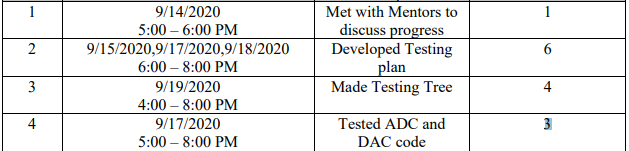 1 9/14/2020 Met with Mentors to 1
5:00 – 6:00 PM discuss progress
2 9/15/2020,9/17/2020,9/18/2020 Developed Testing 6
6:00 – 8:00 PM plan
3 9/19/2020 Made Testing Tree 4
4:00 – 8:00 PM
4 9/17/2020 Tested ADC and 3
5:00 – 8:00 PM DAC code